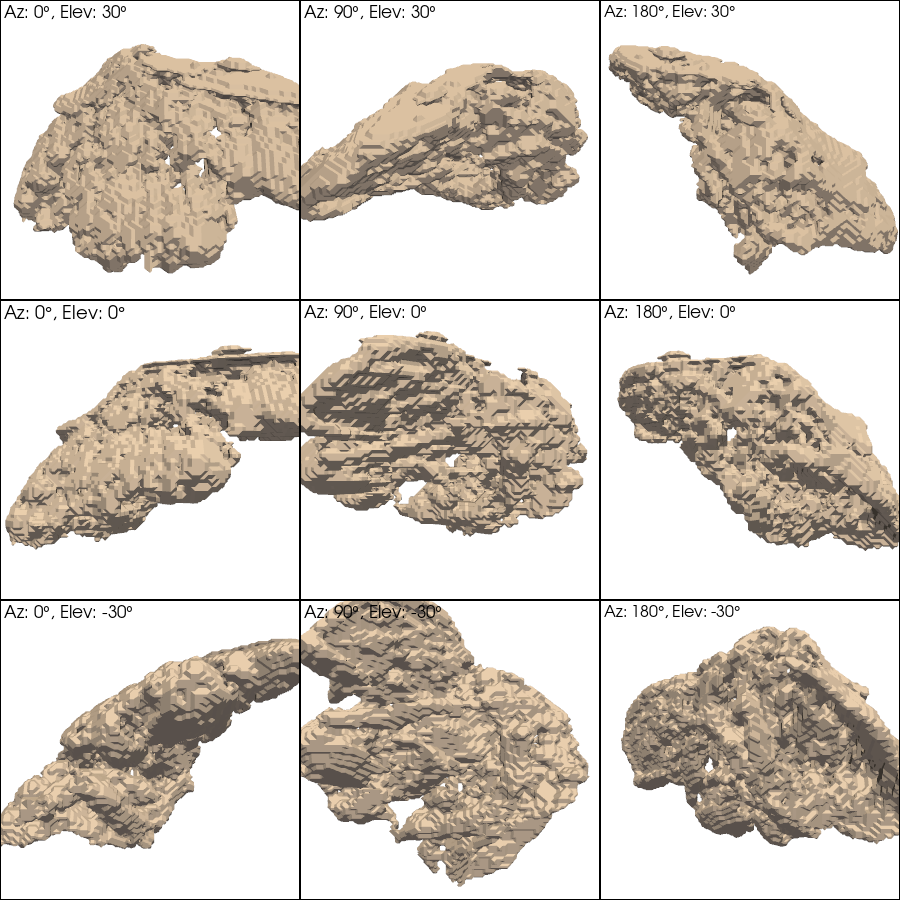 Az: 0°, Elev: 30°
Az: 90°, Elev: 30°
Az: 180°, Elev: 30°
Az: 0°, Elev: 0°
Az: 90°, Elev: 0°
Az: 180°, Elev: 0°
Az: 0°, Elev: -30°
Az: 90°, Elev: -30°
Az: 180°, Elev: -30°